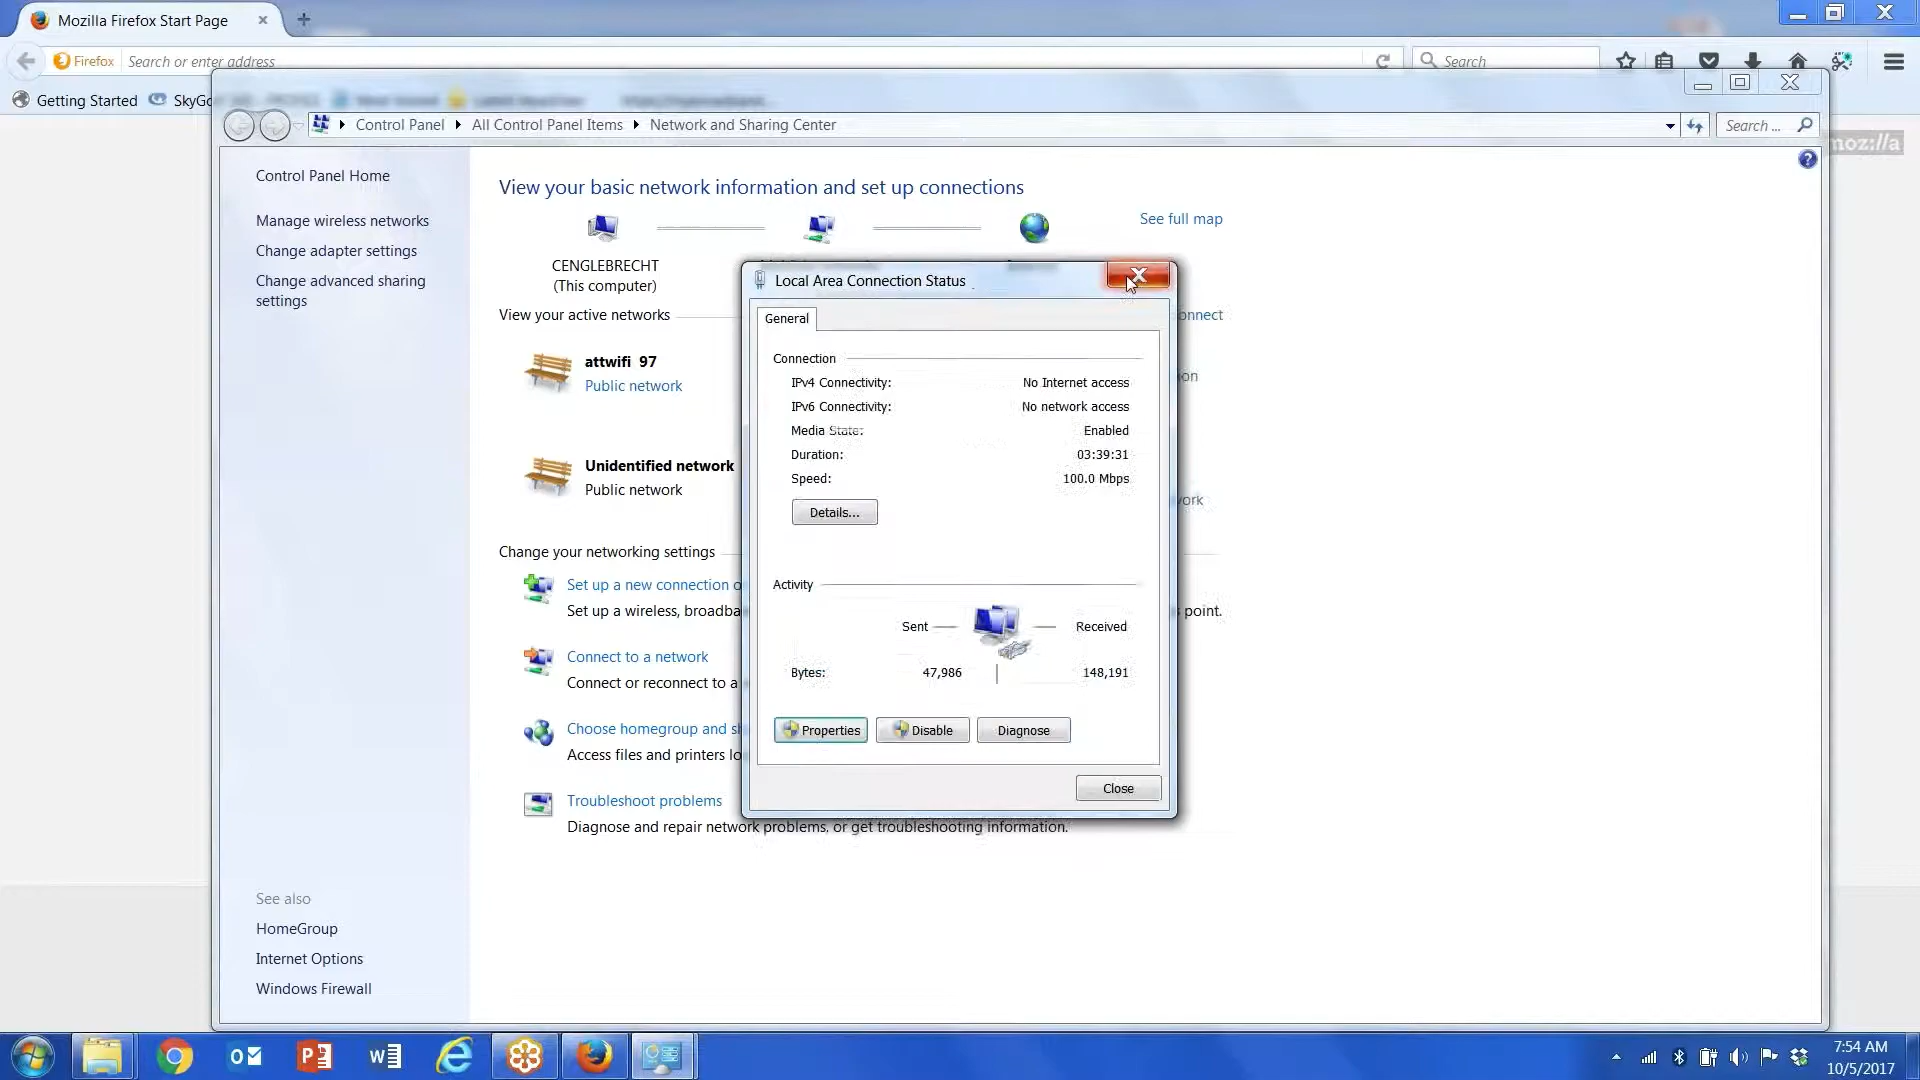 Mozilla Firefox Start Page
Firefox Search or enter address Search
Getting Started SkyGo
Control Panel All Control Panel Items Network and Sharing Center Search ...
moz://a
Control Panel Home
Manage wireless networks
Change adapter settings
Change advanced sharing
settings
View your basic network information and set up connections
See full map
CENGLEBRECHT
(This computer)
View your active networks
onnect
attwifi 97
Public network
ion
Unidentified network
Public network
work
Change your networking settings
Set up a new connection o
Set up a wireless, broadba
point.
Connect to a network
Connect or reconnect to a
Choose homegroup and sh
Access files and printers lo
Troubleshoot problems
Diagnose and repair network problems, or get troubleshooting information.
Local Area Connection Status
General
Connection
IPv4 Connectivity: No Internet access
IPv6 Connectivity: No network access
Media State: Enabled
Duration: 03:39:31
Speed: 100.0 Mbps
Details...
Activity
Sent Received
Bytes: 47,986 148,191
Properties Disable Diagnose
Close
See also
HomeGroup
Internet Options
Windows Firewall
7:54 AM
10/5/2017